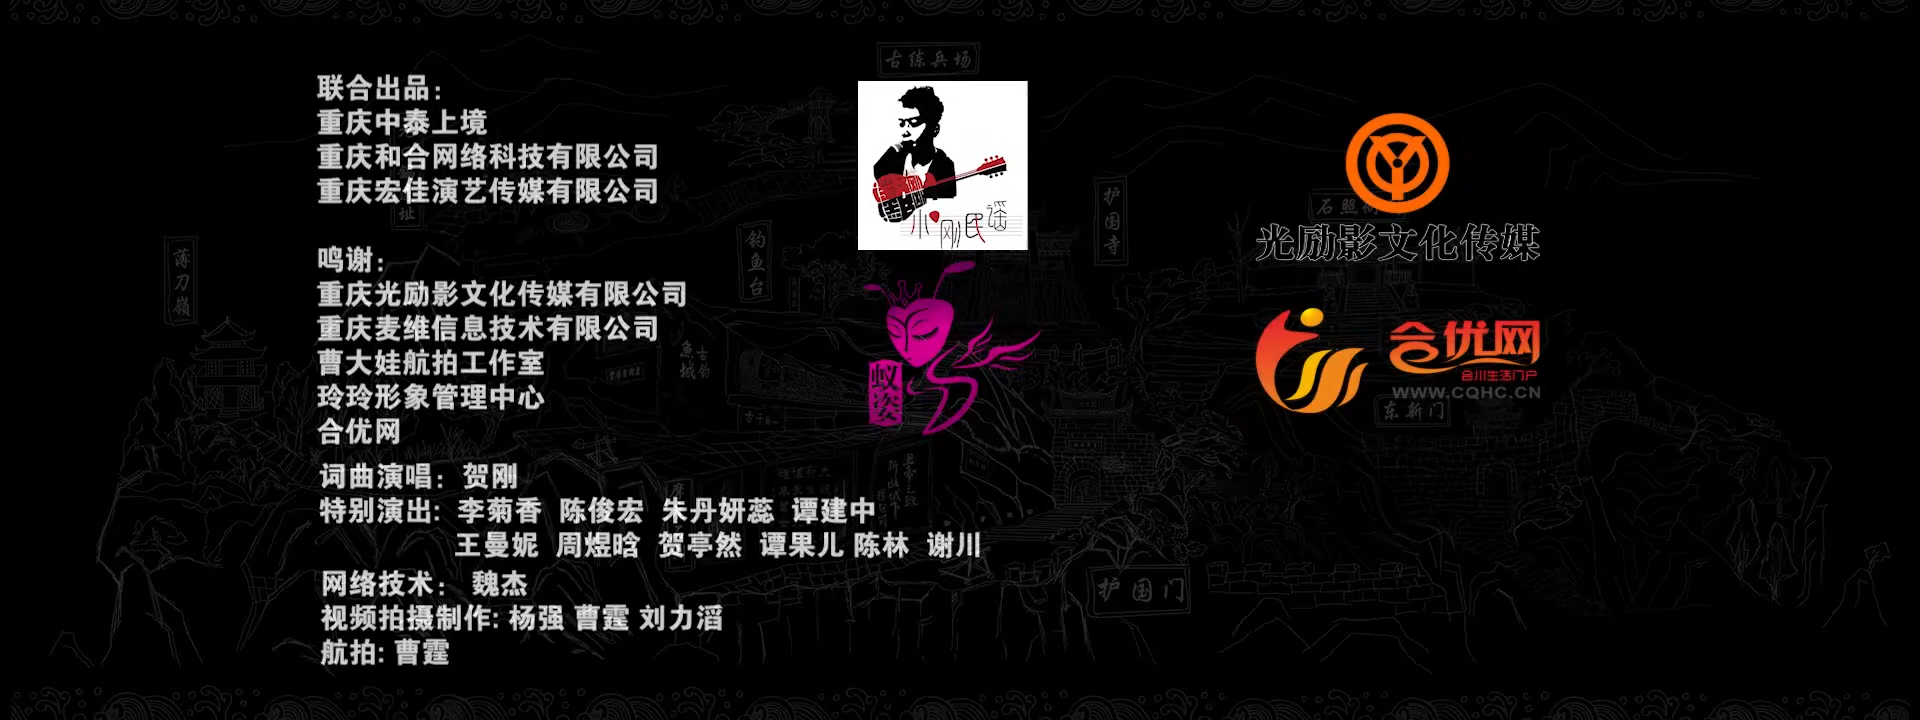 联合出品：
重庆中泰上境
重庆和合网络科技有限公司
重庆宏佳演艺传媒有限公司
鸣谢：
重庆光励影文化传媒有限公司
重庆麦维信息技术有限公司
曹大娃航拍工作室
玲玲形象管理中心
合优网
词曲演唱：贺刚
特别演出：李菊香 陈俊宏 朱丹妍蕊 谭建中
王曼妮 周煜晗 贺亭然 谭果儿 陈林 谢川
网络技术： 魏杰
视频拍摄制作：杨强 曹霆 刘力滔
航拍：曹霆
小刚民谣
蚁姿
光励影文化传媒
合优网
合川生活门户
WWW.CQHC.CN
古练兵场
护国寺
钓鱼台
薄刀嶺
东新门
护国门